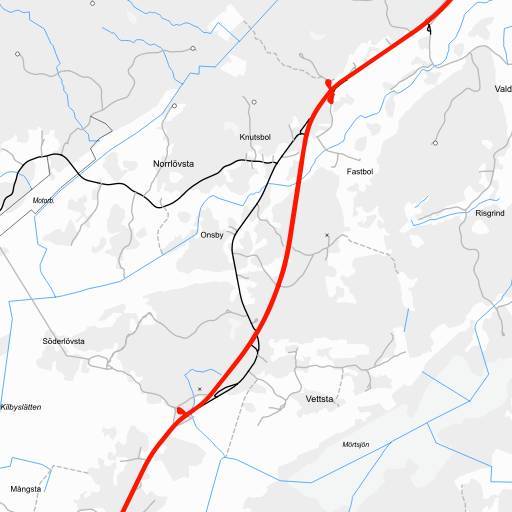 Vald
Knutsbol
Norrlövsta
Fastbol
Motorb.
Risgrind
Onsby
Söderlövsta
Vettsta
Kilbyslätten
Mörtsjön
Mångsta